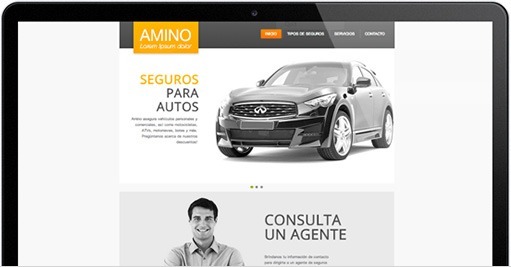 AMINO
Lorem ipsum dolor
INICIO
TIPOS DE SEGUROS
SERVICIOS
CONTACTO
SEGUROS
PARA
AUTOS
Amino asegura vehículos personales y
comerciales, así como motocicletas,
ATVs, motonieves, botes y más.
Pregúntenos acerca de nuestros
descuentos!
CONSULTA
UN AGENTE
Bríndenos tu información de contacto
para dirigirte a un agente de seguros